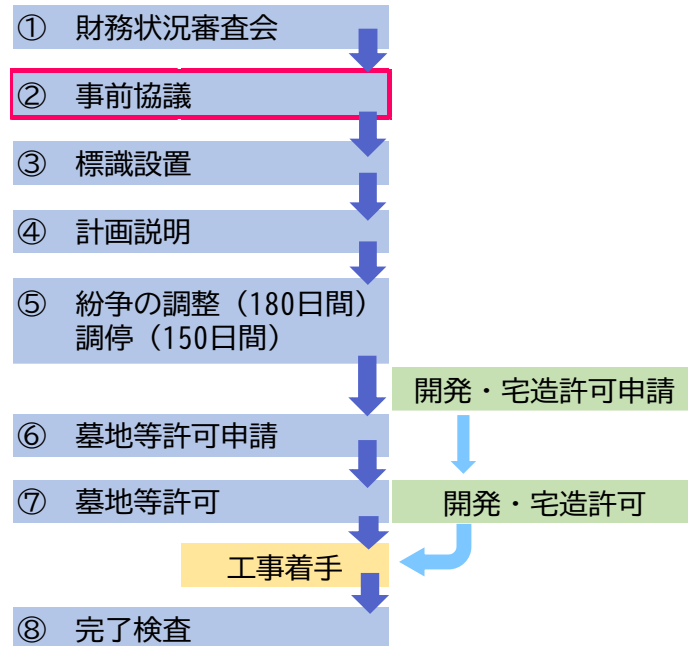 ① 財務状況審査会
② 事前協議
③ 標識設置
④ 計画説明
⑤ 紛争の調整（180日間）
調停（150日間）
開発・宅造許可申請
⑥ 墓地等許可申請
⑦ 墓地等許可
開発・宅造許可
工事着手
⑧ 完了検査